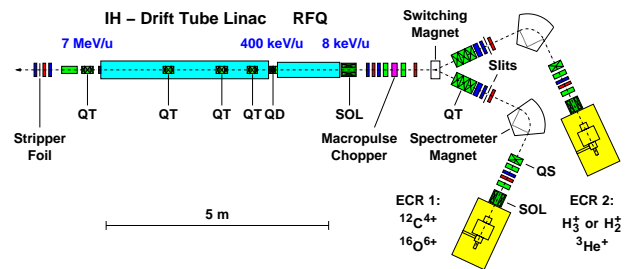 IH – Drift Tube Linac RFQ
Switching
Magnet
7 MeV/u 400 keV/u 8 keV/u
Slits
QT QT QT QT QD SOL QT
Stripper
Foil
Macropulse
Chopper
Spectrometer
Magnet
QS
SOL
5 m
ECR 1:
¹²C⁴⁺
¹⁶O⁶⁺
ECR 2:
H₃⁺ or H₂⁺
³He⁺